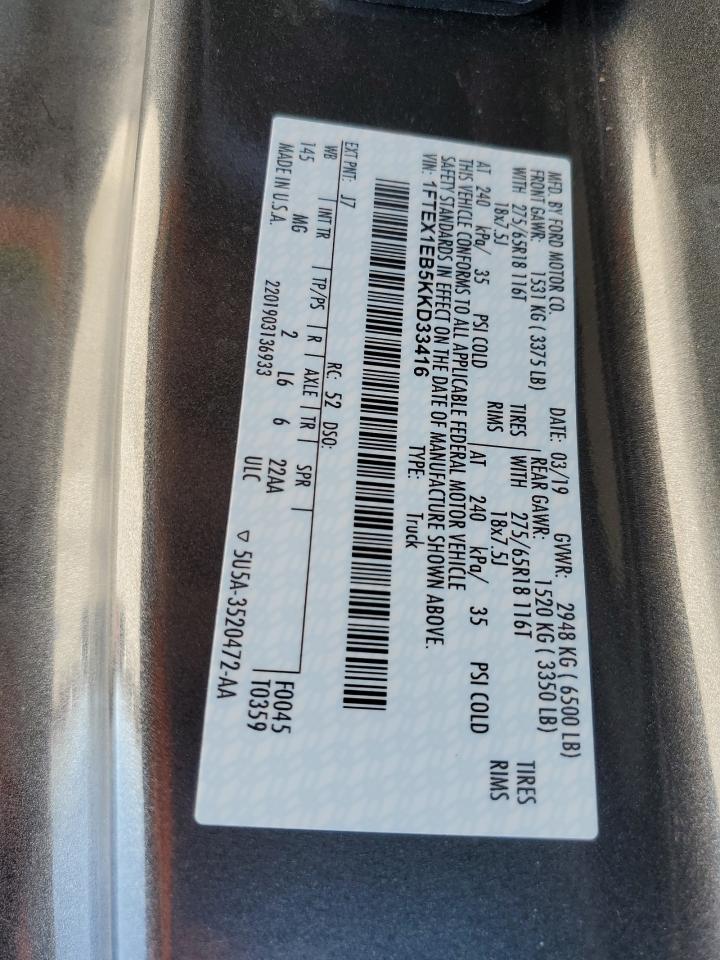 MFD. BY FORD MOTOR CO. DATE: 03/19 GVWR: 2948 KG ( 6500 LB)
FRONT GAWR: 1531 KG ( 3375 LB) REAR GAWR: 1520 KG ( 3350 LB)
WITH 275/65R18 116T TIRES WITH 275/65R18 116T TIRES
18x7.5J RIMS 18x7.5J RIMS
AT 240 kPa/ 35 PSI COLD AT 240 kPa/ 35 PSI COLD
THIS VEHICLE CONFORMS TO ALL APPLICABLE FEDERAL MOTOR VEHICLE
SAFETY STANDARDS IN EFFECT ON THE DATE OF MANUFACTURE SHOWN ABOVE.
VIN: 1FTEX1EB5KKD33416 TYPE: Truck
EXT PNT: J7 RC: 52 DSO: F0045
WB | INT TR | TP/PS | R | AXLE | TR | SPR | T0359
145 MG 2 L6 6 22AA
MADE IN U.S.A. 2201903136933 ULC ▽ 5U5A-3520472-AA